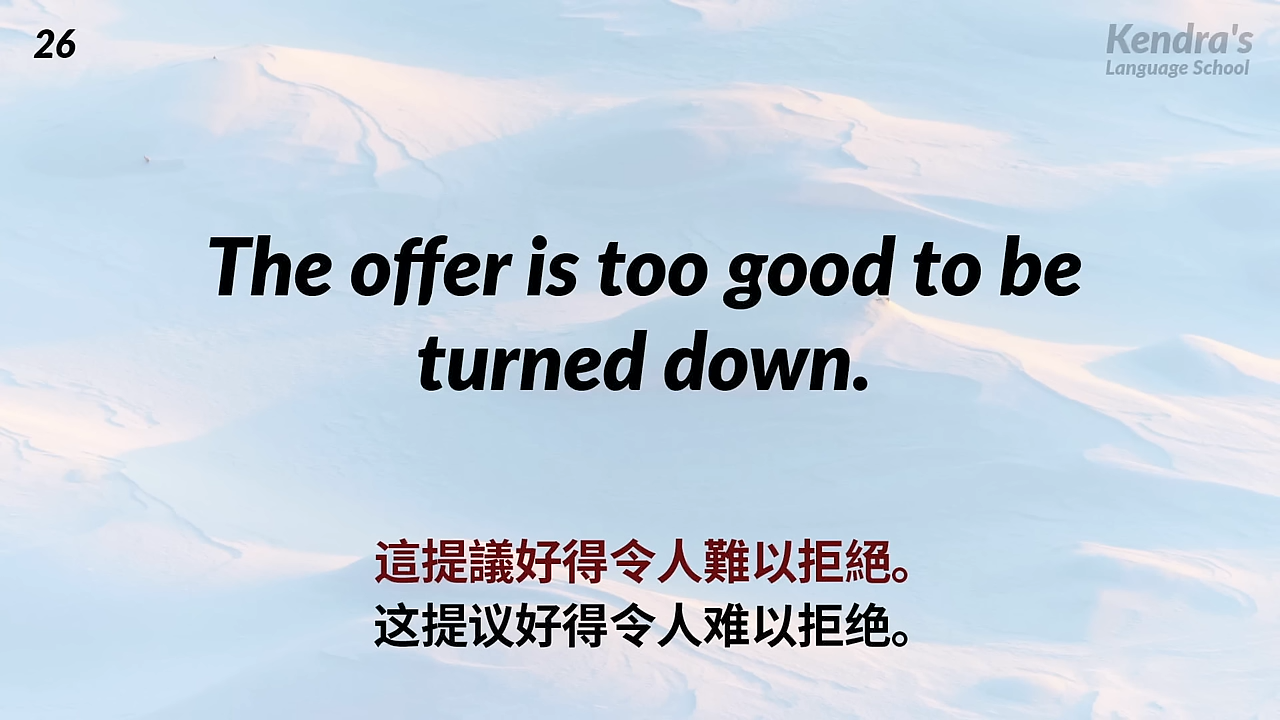 26
Kendra's
Language School
The offer is too good to be
turned down.
這提議好得令人難以拒絕。
这提议好得令人难以拒绝。